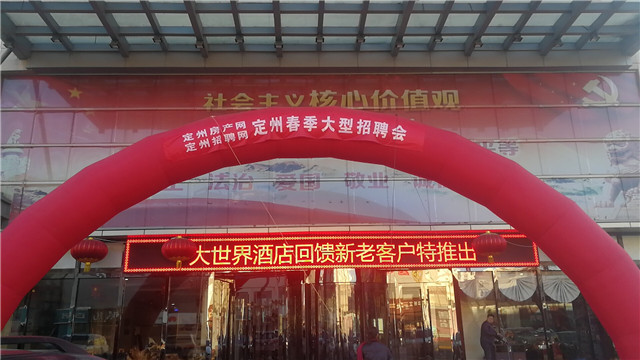 社会主义核心价值观
定州房产网
定州招聘网
定州春季大型招聘会
法治 爱国 敬业
大世界酒店回馈新老客户特推出